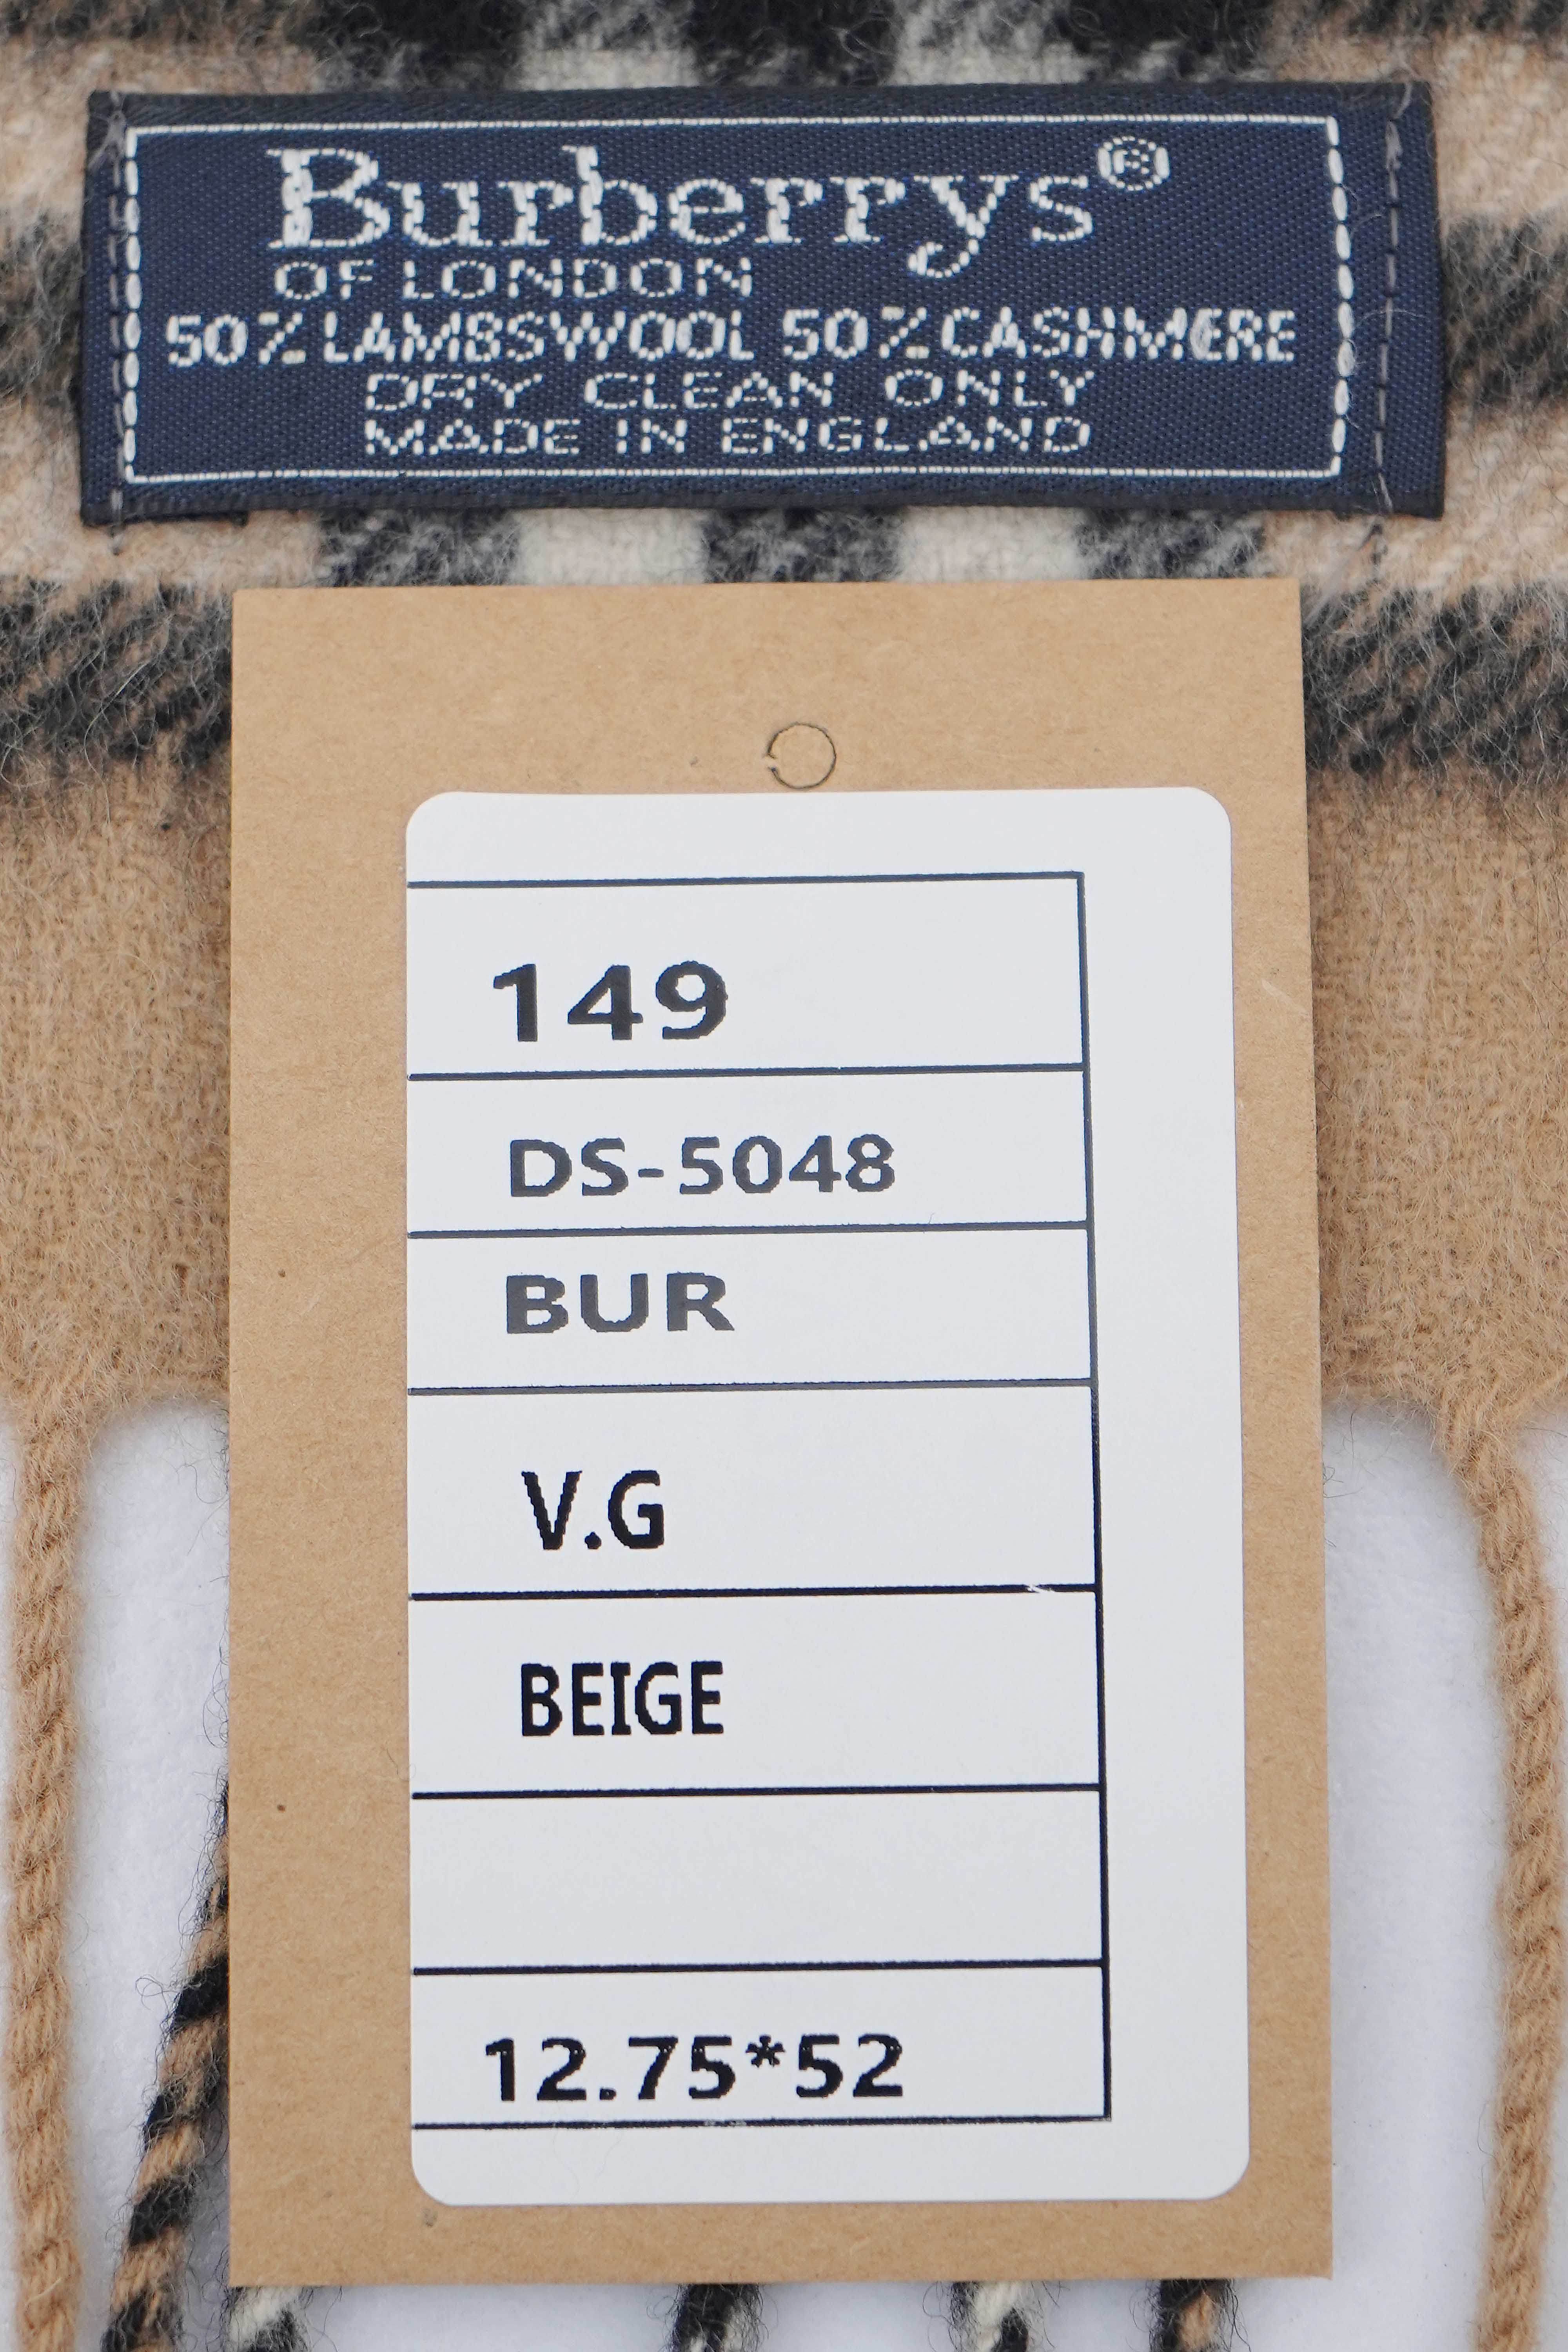 Burberrys®
OF LONDON
50% LAMBSWOOL 50% CASHMERE
DRY CLEAN ONLY
MADE IN ENGLAND
149
DS-5048
BUR
V.G
BEIGE
12.75*52